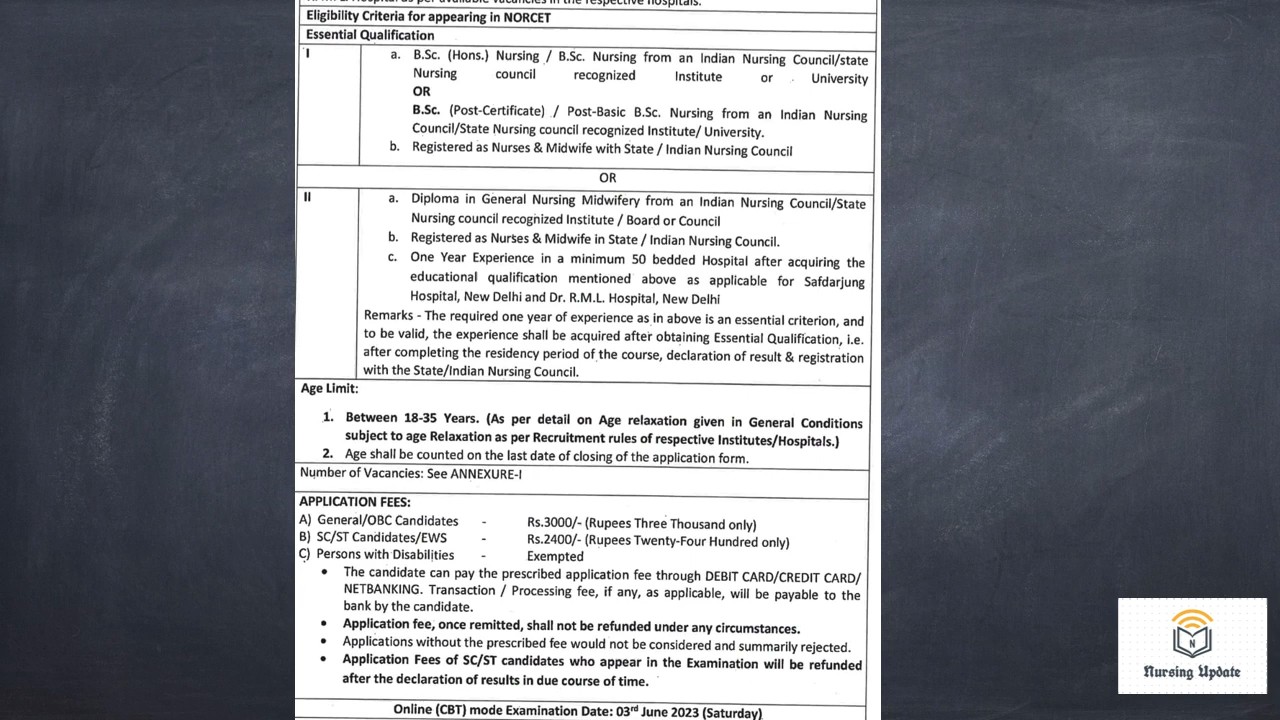 Eligibility Criteria for appearing in NORCET
Essential Qualification
I
a. B.Sc. (Hons.) Nursing / B.Sc. Nursing from an Indian Nursing Council/state
Nursing council recognized Institute or University
OR
B.Sc. (Post-Certificate) / Post-Basic B.Sc. Nursing from an Indian Nursing
Council/State Nursing council recognized Institute/ University.
b. Registered as Nurses & Midwife with State / Indian Nursing Council
OR
II
a. Diploma in General Nursing Midwifery from an Indian Nursing Council/State
Nursing council recognized Institute / Board or Council
b. Registered as Nurses & Midwife in State / Indian Nursing Council.
c. One Year Experience in a minimum 50 bedded Hospital after acquiring the
educational qualification mentioned above as applicable for Safdarjung
Hospital, New Delhi and Dr. R.M.L. Hospital, New Delhi
Remarks - The required one year of experience as in above is an essential criterion, and
to be valid, the experience shall be acquired after obtaining Essential Qualification, i.e.
after completing the residency period of the course, declaration of result & registration
with the State/Indian Nursing Council.
Age Limit:
1. Between 18-35 Years. (As per detail on Age relaxation given in General Conditions
subject to age Relaxation as per Recruitment rules of respective Institutes/Hospitals.)
2. Age shall be counted on the last date of closing of the application form.
Number of Vacancies: See ANNEXURE-I
APPLICATION FEES:
A) General/OBC Candidates - Rs.3000/- (Rupees Three Thousand only)
B) SC/ST Candidates/EWS - Rs.2400/- (Rupees Twenty-Four Hundred only)
C) Persons with Disabilities - Exempted
• The candidate can pay the prescribed application fee through DEBIT CARD/CREDIT CARD/
NETBANKING. Transaction / Processing fee, if any, as applicable, will be payable to the
bank by the candidate.
• Application fee, once remitted, shall not be refunded under any circumstances.
• Applications without the prescribed fee would not be considered and summarily rejected.
• Application Fees of SC/ST candidates who appear in the Examination will be refunded
after the declaration of results in due course of time.
Online (CBT) mode Examination Date: 03rd June 2023 (Saturday)
N
Nursing Update